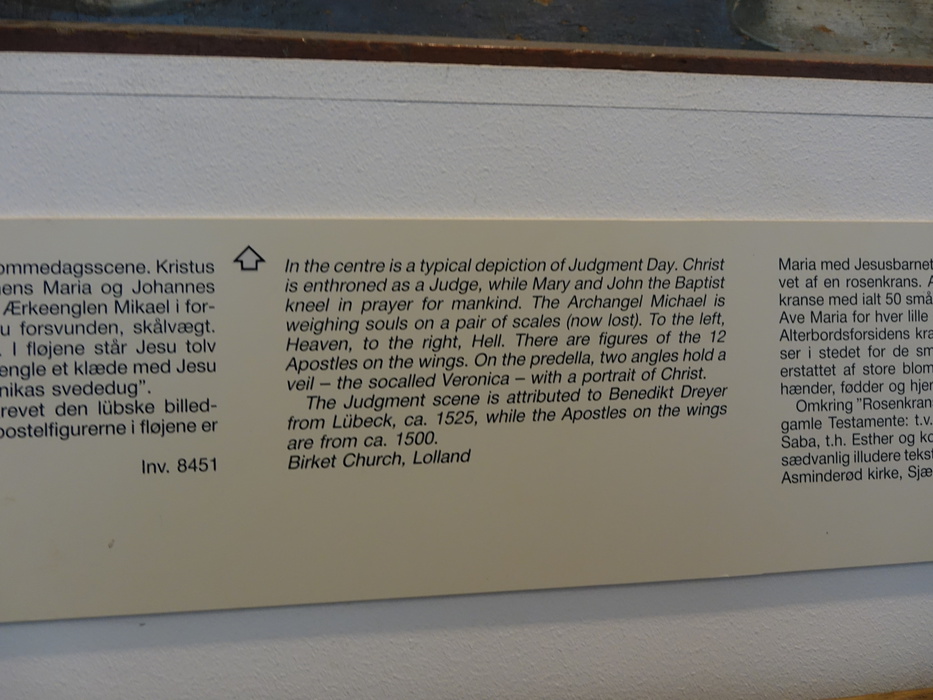 ommedagsscene. Kristus
ens Maria og Johannes
Ærkeenglen Mikael i for-
u forsvunden, skålvægt.
. I fløjene står Jesu tolv
engle et klæde med Jesu
nikas svededug".
revet den lübske billed-
postelfigurerne i fløjene er
Inv. 8451
In the centre is a typical depiction of Judgment Day. Christ
is enthroned as a Judge, while Mary and John the Baptist
kneel in prayer for mankind. The Archangel Michael is
weighing souls on a pair of scales (now lost). To the left,
Heaven, to the right, Hell. There are figures of the 12
Apostles on the wings. On the predella, two angles hold a
veil – the socalled Veronica – with a portrait of Christ.
The Judgment scene is attributed to Benedikt Dreyer
from Lübeck, ca. 1525, while the Apostles on the wings
are from ca. 1500.
Birket Church, Lolland
Maria med Jesusbarnet
vet af en rosenkrans. A
kranse med ialt 50 små
Ave Maria for hver lille
Alterbordsforsidens kra
ser i stedet for de sm
erstattet af store blom
hænder, fødder og hjer
Omkring "Rosenkran
gamle Testamente: t.v.
Saba, t.h. Esther og ko
sædvanlig illudere tekst
Asminderød kirke, Sjæ